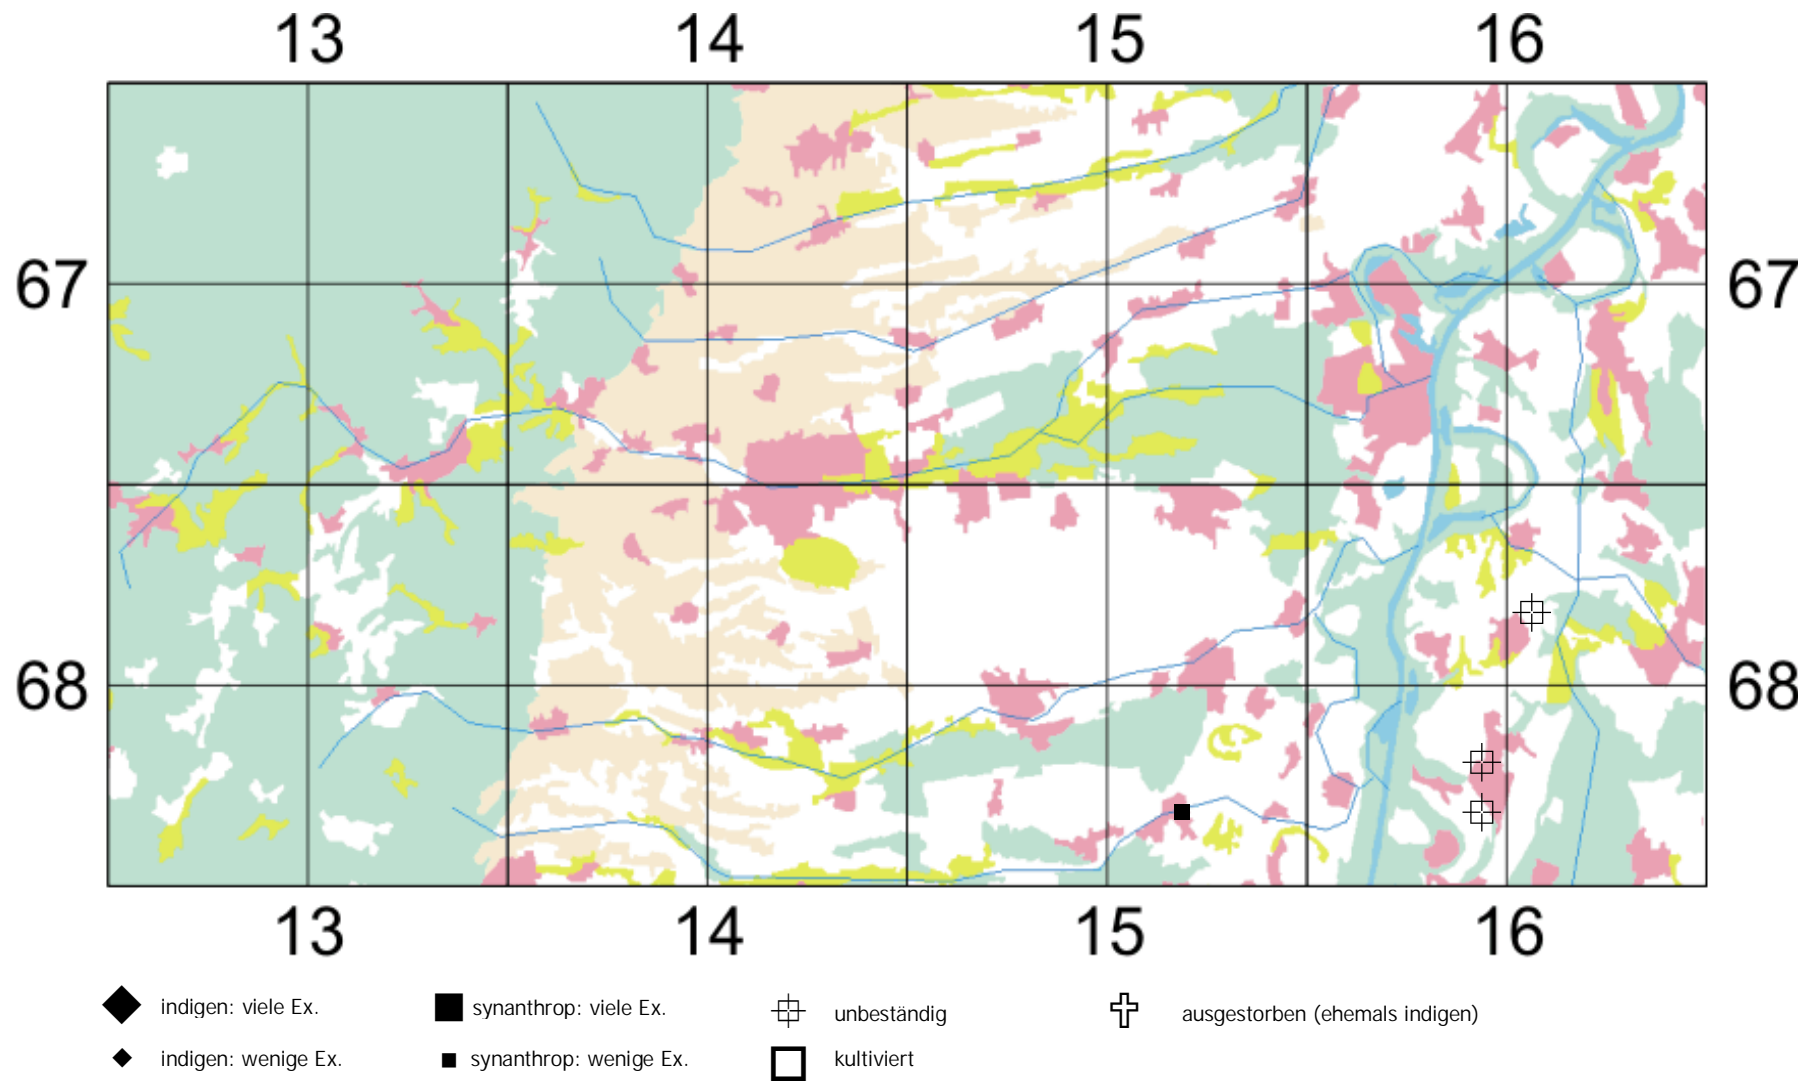 13 14 15 16
67 67
68 68
13 14 15 16
indigen: viele Ex. synanthrop: viele Ex. unbeständig ausgestorben (ehemals indigen)
indigen: wenige Ex. synanthrop: wenige Ex. kultiviert